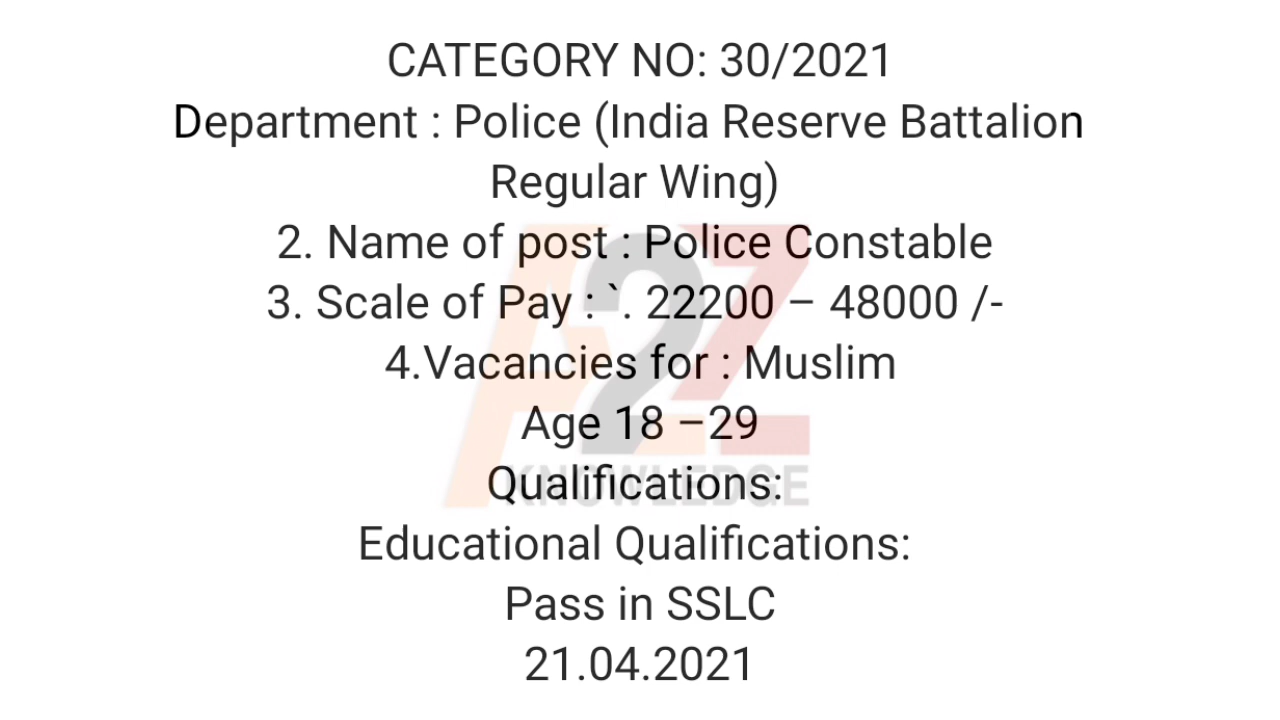 CATEGORY NO: 30/2021
Department : Police (India Reserve Battalion
Regular Wing)
2. Name of post : Police Constable
3. Scale of Pay : `. 22200 – 48000 /-
4.Vacancies for : Muslim
Age 18 –29
Qualifications:
Educational Qualifications:
Pass in SSLC
21.04.2021
A2Z
KNOWLEDGE